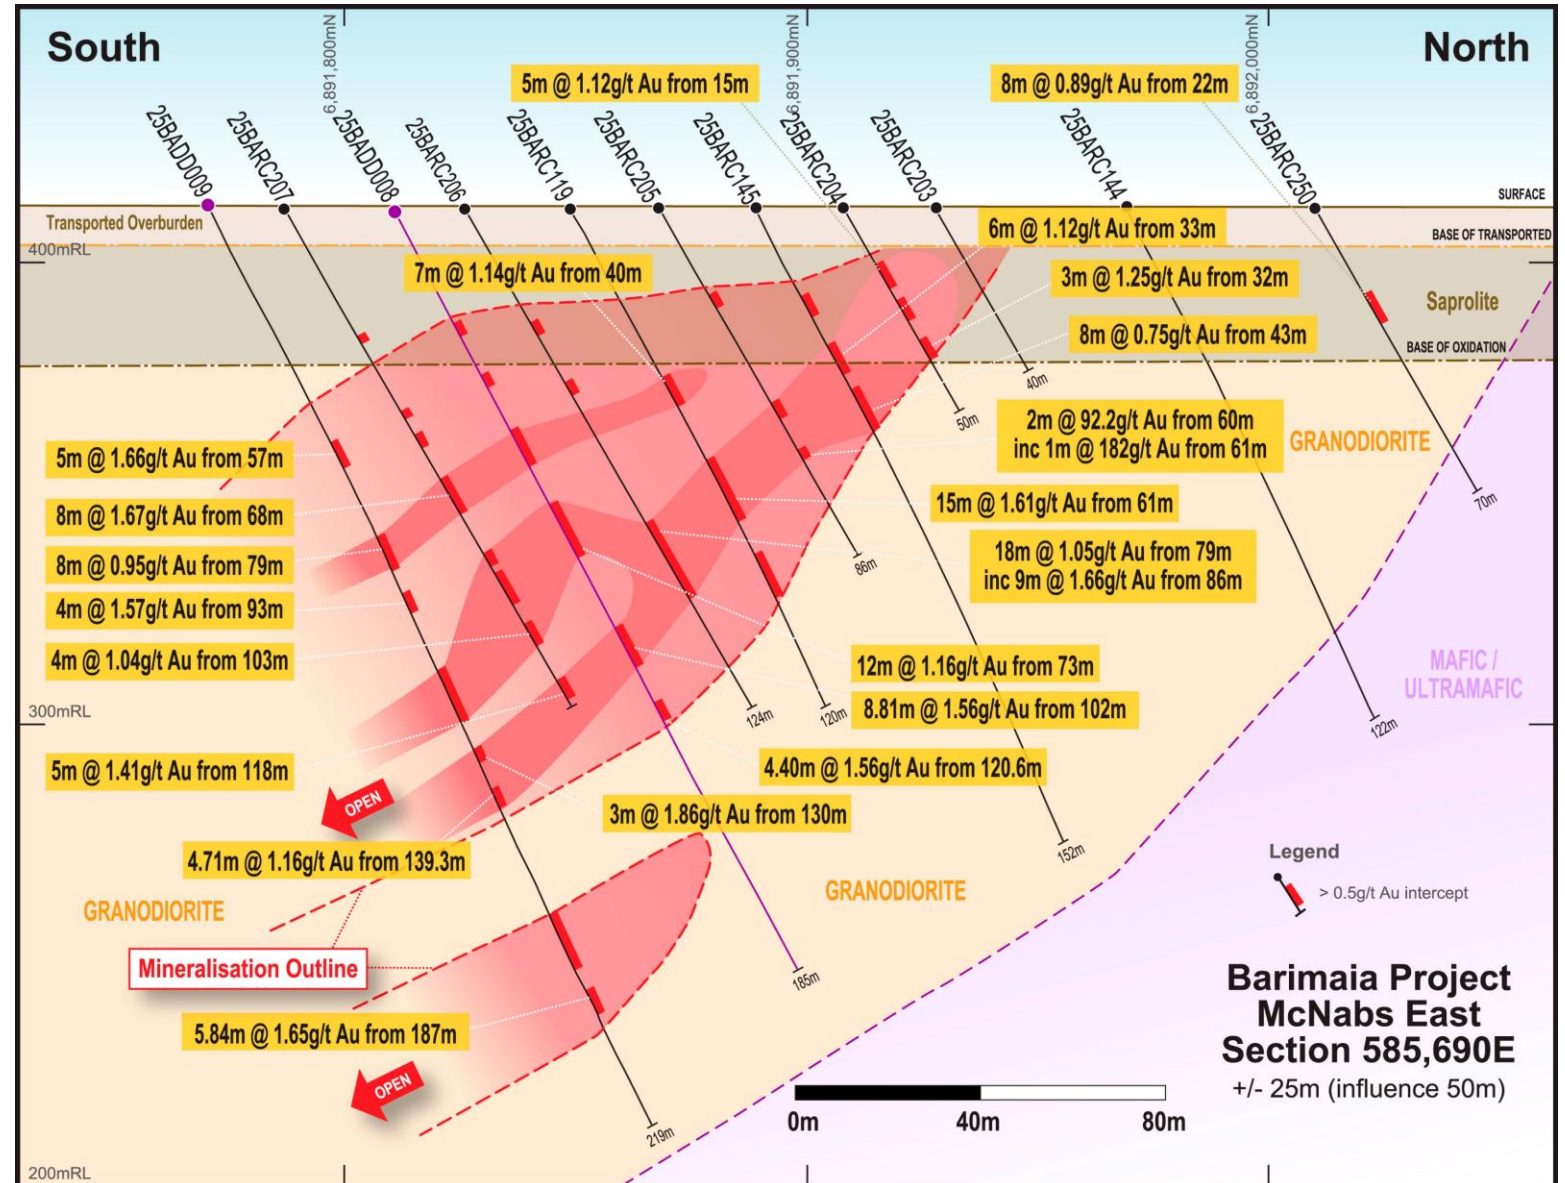 South
North
6,891,800mN
6,891,900mN
6,892,000mN
5m @ 1.12g/t Au from 15m
8m @ 0.89g/t Au from 22m
25BADD009
25BARC207
25BADD008
25BARC206
25BARC119
25BARC205
25BARC145
25BARC204
25BARC203
25BARC144
25BARC250
SURFACE
Transported Overburden
BASE OF TRANSPORTED
400mRL
6m @ 1.12g/t Au from 33m
7m @ 1.14g/t Au from 40m
3m @ 1.25g/t Au from 32m
Saprolite
8m @ 0.75g/t Au from 43m
BASE OF OXIDATION
40m
50m
2m @ 92.2g/t Au from 60m
inc 1m @ 182g/t Au from 61m
GRANODIORITE
5m @ 1.66g/t Au from 57m
70m
15m @ 1.61g/t Au from 61m
8m @ 1.67g/t Au from 68m
18m @ 1.05g/t Au from 79m
inc 9m @ 1.66g/t Au from 86m
8m @ 0.95g/t Au from 79m
86m
4m @ 1.57g/t Au from 93m
4m @ 1.04g/t Au from 103m
12m @ 1.16g/t Au from 73m
MAFIC /
ULTRAMAFIC
300mRL
124m
120m
8.81m @ 1.56g/t Au from 102m
122m
5m @ 1.41g/t Au from 118m
4.40m @ 1.56g/t Au from 120.6m
OPEN
3m @ 1.86g/t Au from 130m
152m
4.71m @ 1.16g/t Au from 139.3m
Legend
> 0.5g/t Au intercept
GRANODIORITE
GRANODIORITE
Mineralisation Outline
185m
5.84m @ 1.65g/t Au from 187m
OPEN
219m
Barimaia Project
McNabs East
Section 585,690E
+/- 25m (influence 50m)
0m
40m
80m
200mRL